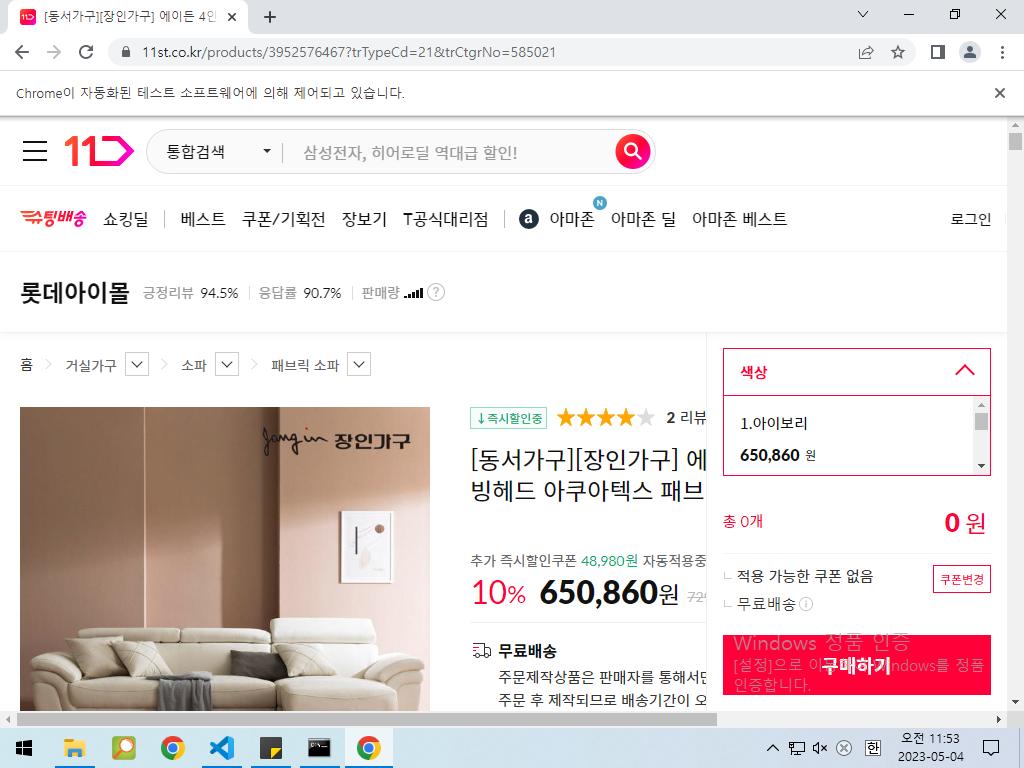 [동서가구][장인가구] 에이든 4인
11st.co.kr/products/3952576467?trTypeCd=21&trCtgrNo=585021
Chrome이 자동화된 테스트 소프트웨어에 의해 제어되고 있습니다.
11
통합검색
삼성전자, 히어로딜 역대급 할인!
슈팅배송
쇼킹딜
베스트
쿠폰/기획전
장보기
T공식대리점
a
아마존
N
아마존 딜
아마존 베스트
로그인
롯데아이몰
긍정리뷰 94.5%
응답률 90.7%
판매량
?
홈
거실가구
소파
패브릭 소파
Jangin 장인가구
↓즉시할인중
2 리뷰
[동서가구][장인가구] 에
빙헤드 아쿠아텍스 패브
추가 즉시할인쿠폰 48,980원 자동적용중
10% 650,860원
무료배송
주문제작상품은 판매자를 통해서만
주문 후 제작되므로 배송기간이 오
색상
1.아이보리
650,860 원
총 0개
0 원
적용 가능한 쿠폰 없음
쿠폰변경
무료배송
구매하기
Windows 정품 인증
[설정]으로 이동하여 Windows를 정품
인증합니다.
한
오전 11:53
2023-05-04